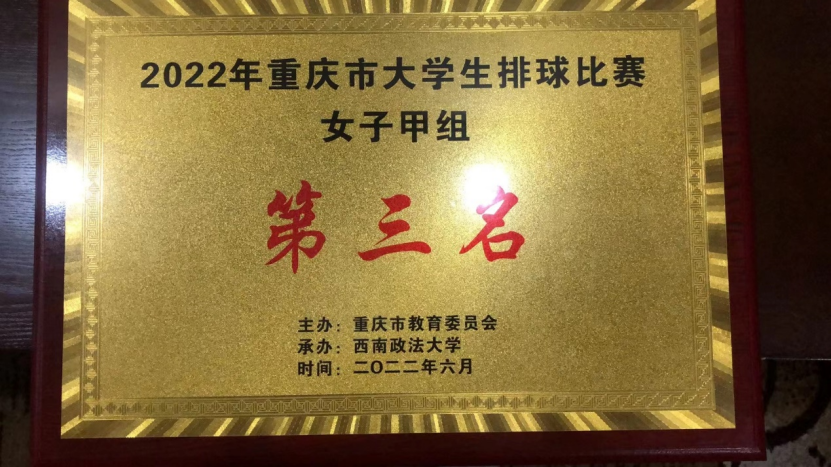 2022年重庆市大学生排球比赛
女子甲组
第三名
主办：重庆市教育委员会
承办：西南政法大学
时间：二〇二二年六月